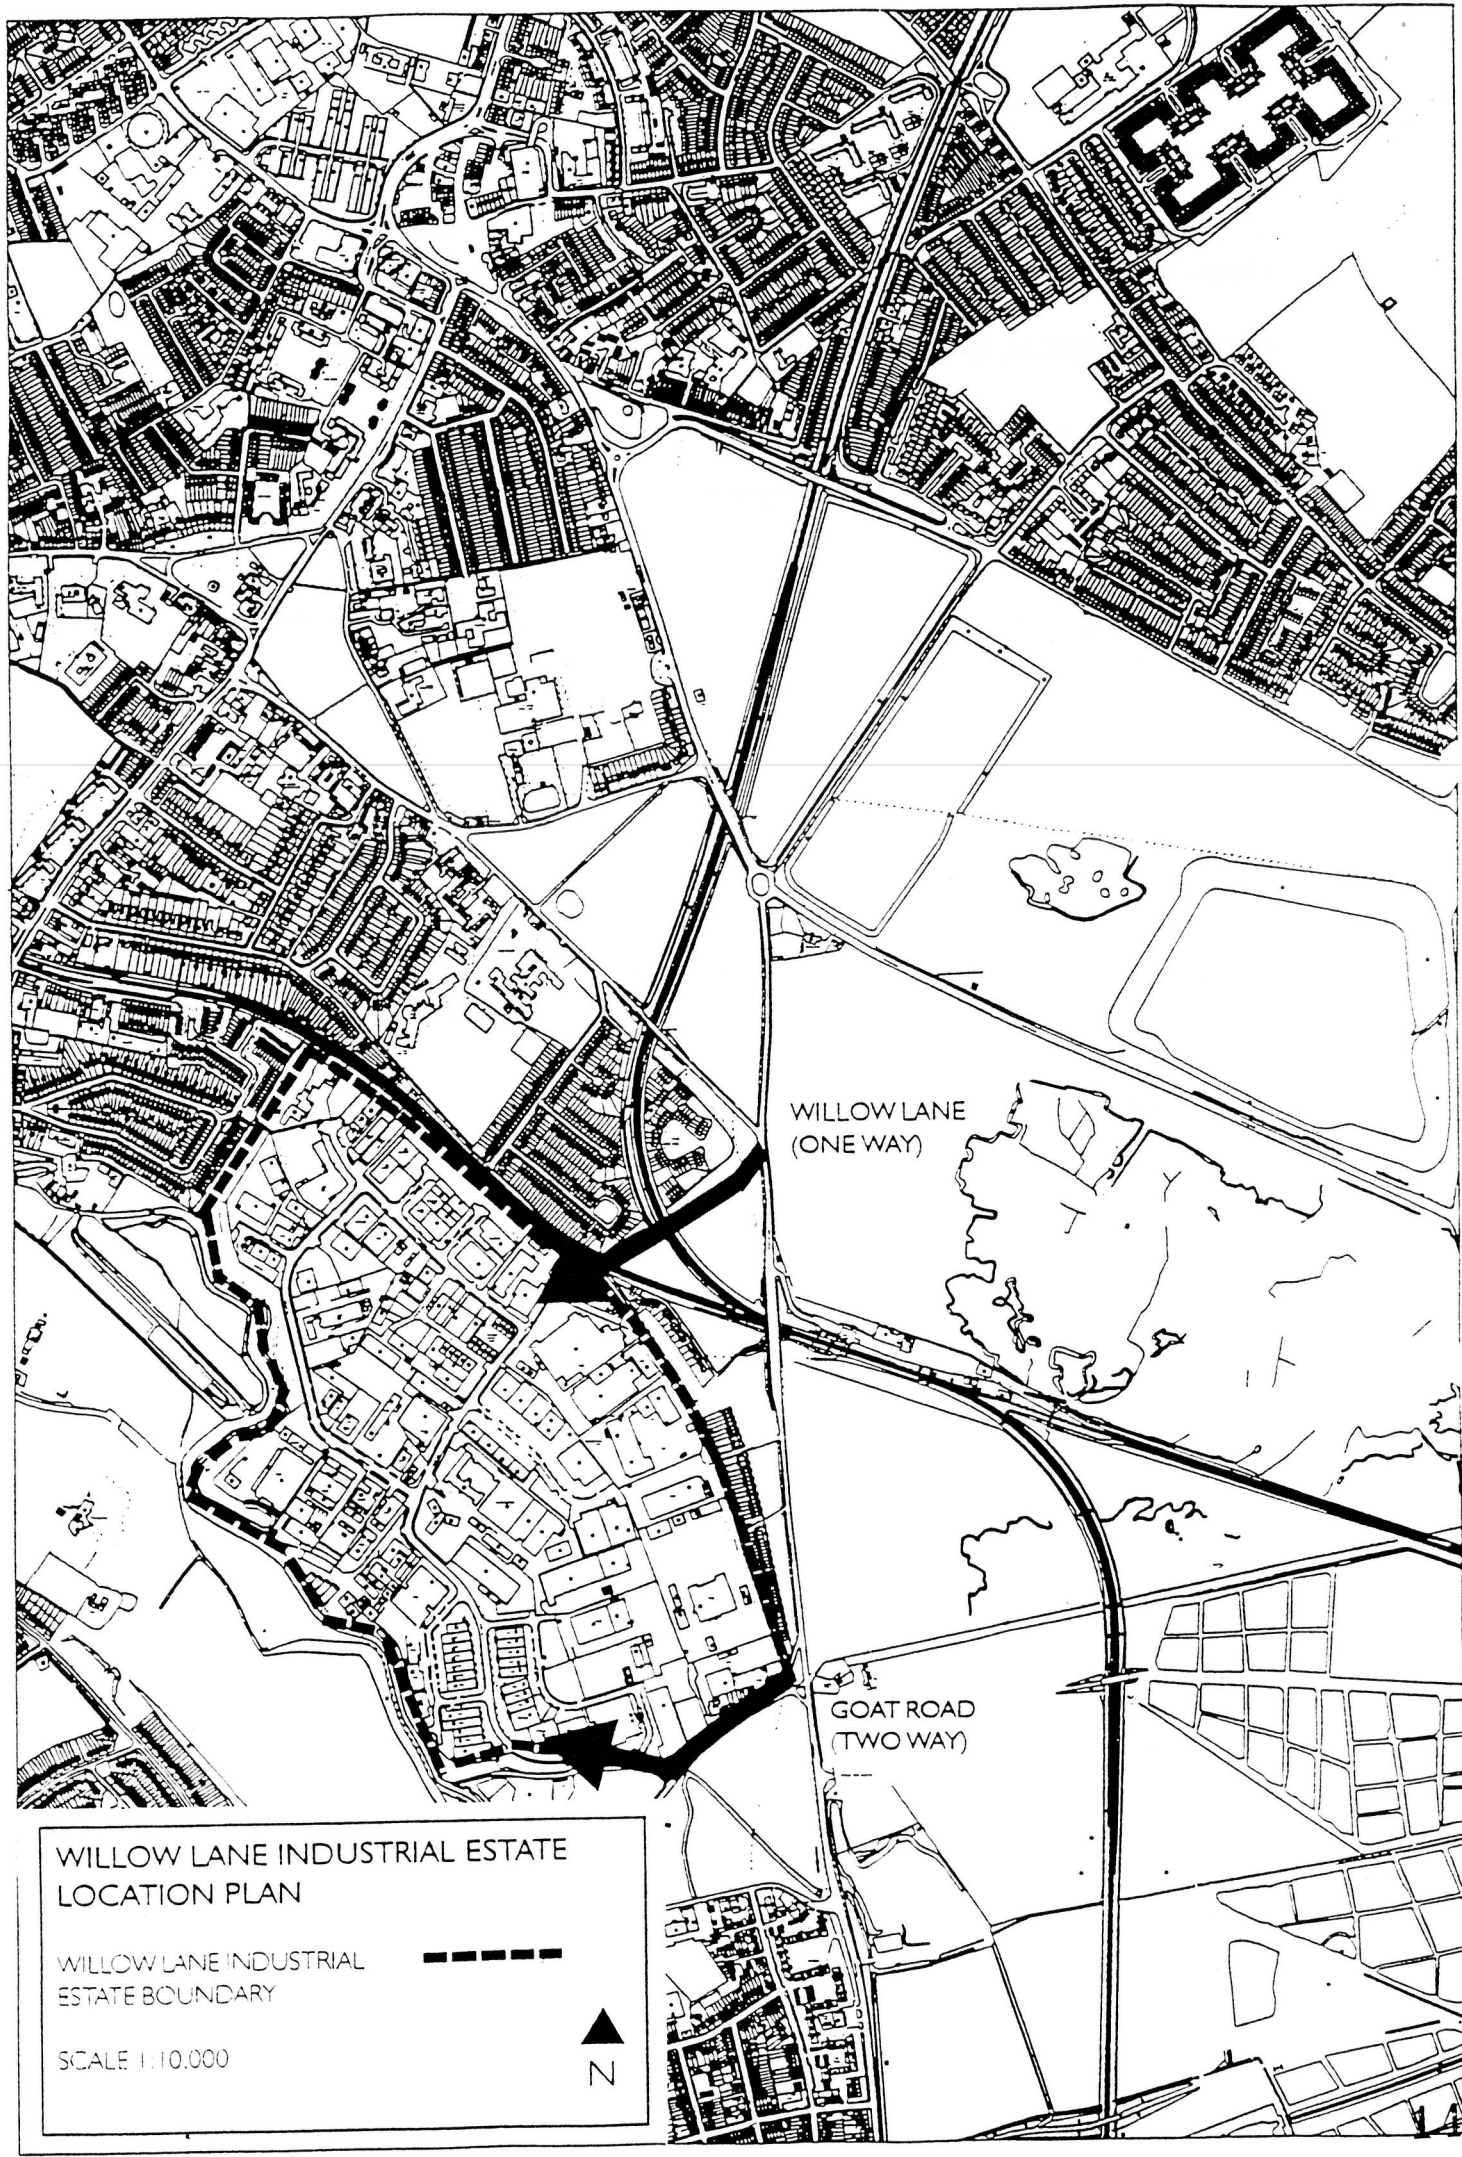 WILLOW LANE
(ONE WAY)
GOAT ROAD
(TWO WAY)
WILLOW LANE INDUSTRIAL ESTATE
LOCATION PLAN
WILLOW LANE INDUSTRIAL
ESTATE BOUNDARY
SCALE 1:10,000
N